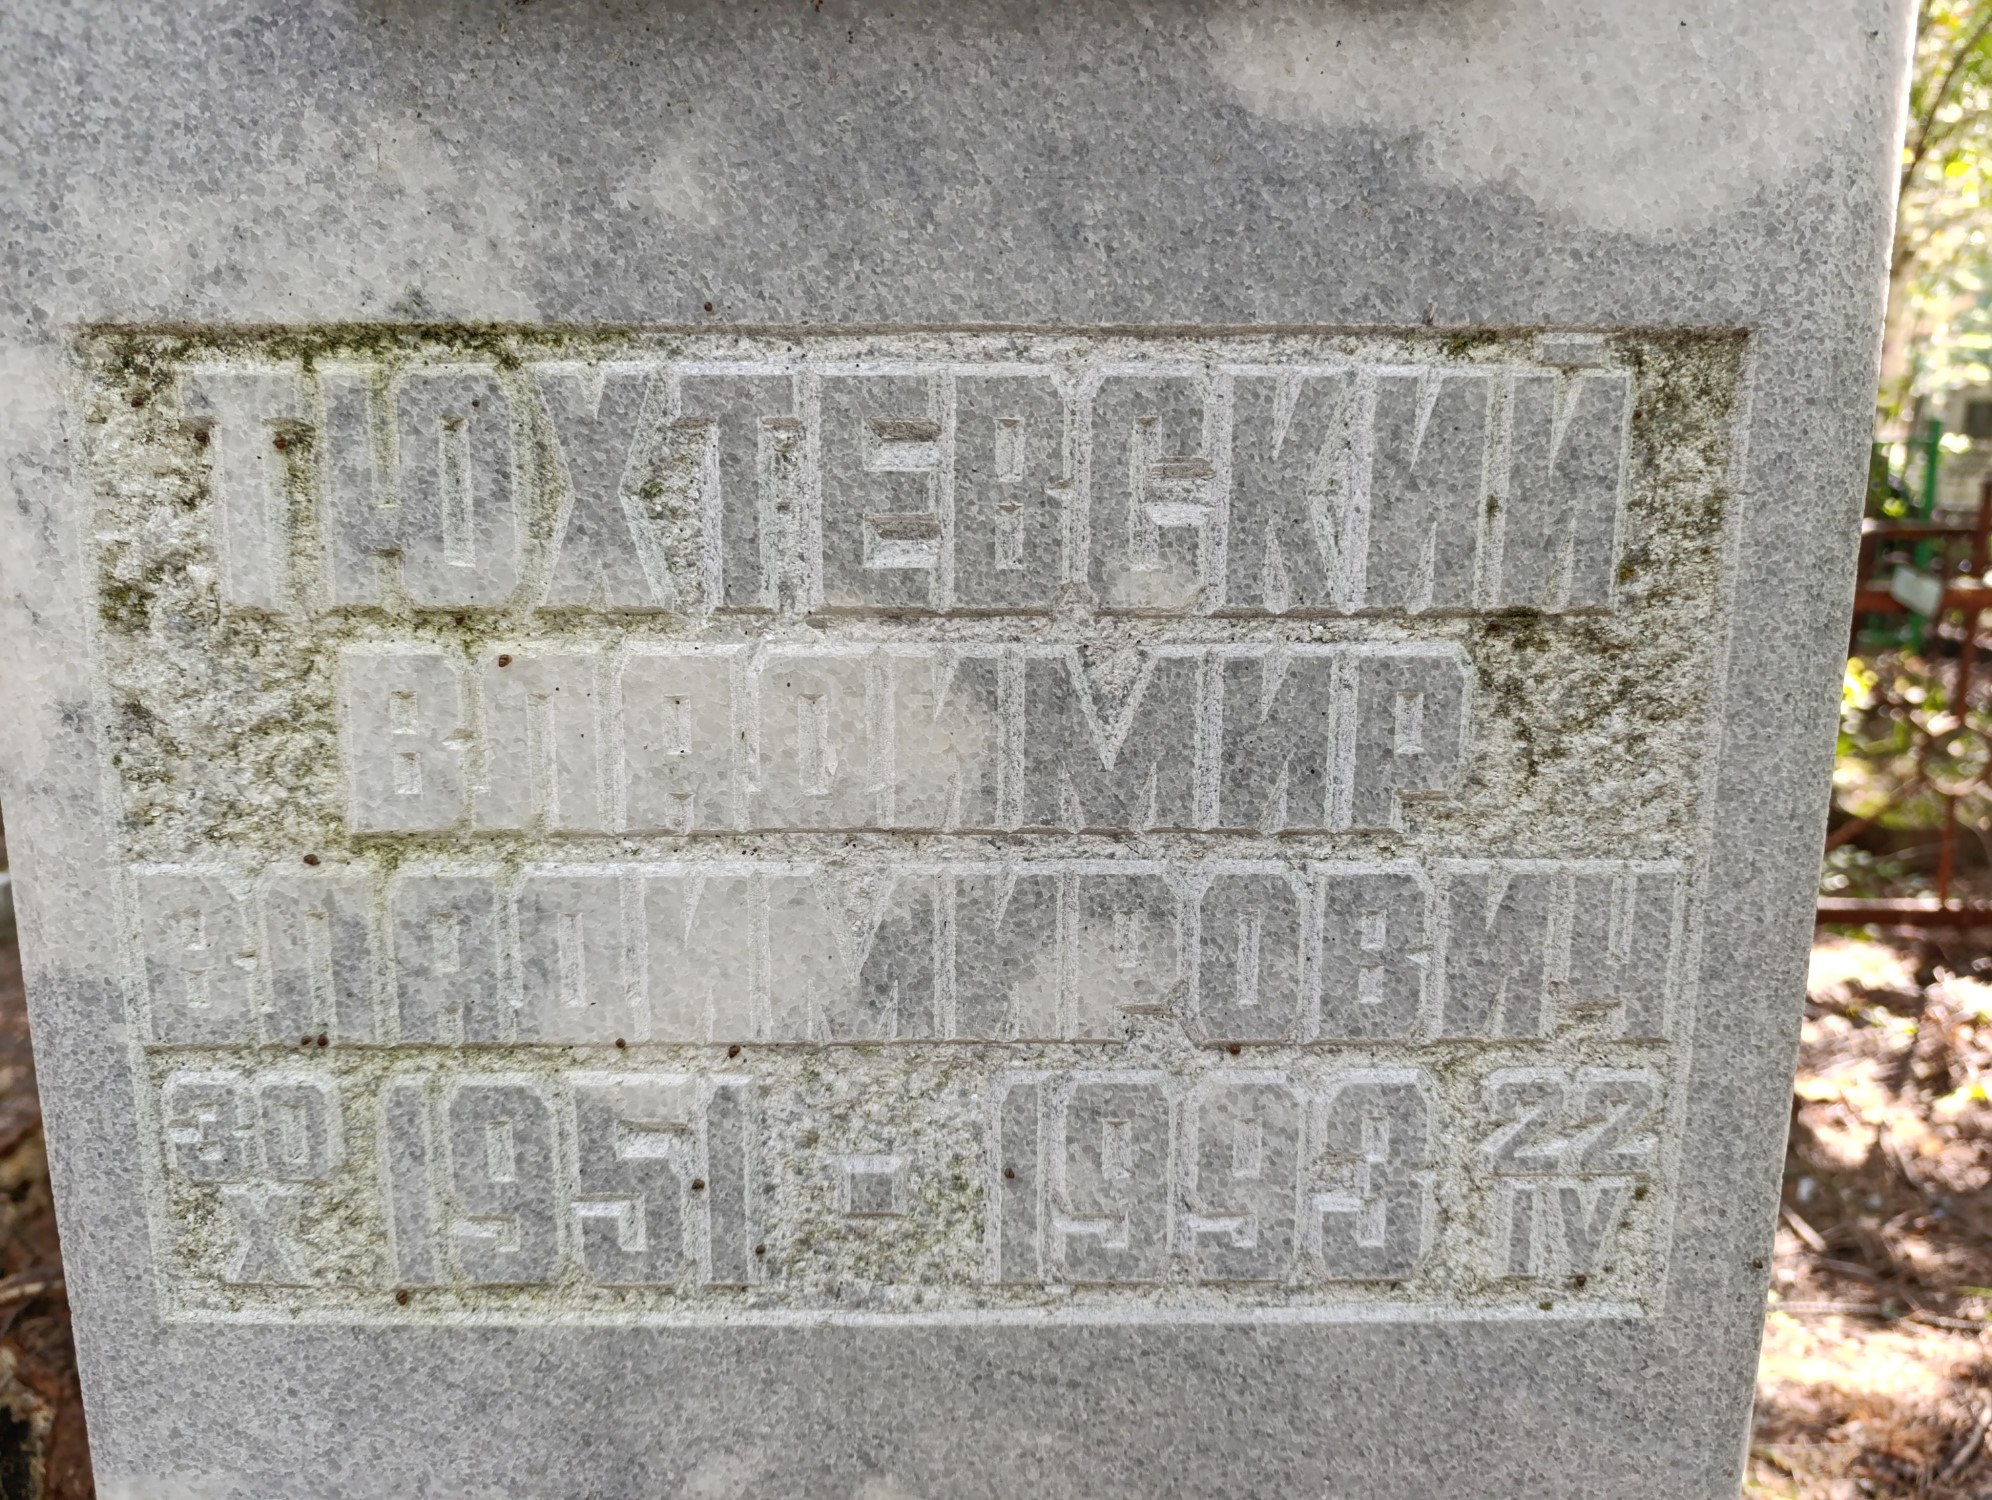 ТЮХТЕВСКИЙ
ВЛАДИМИР
ВЛАДИМИРОВИЧ
30 X 1951 - 1993 22 IV